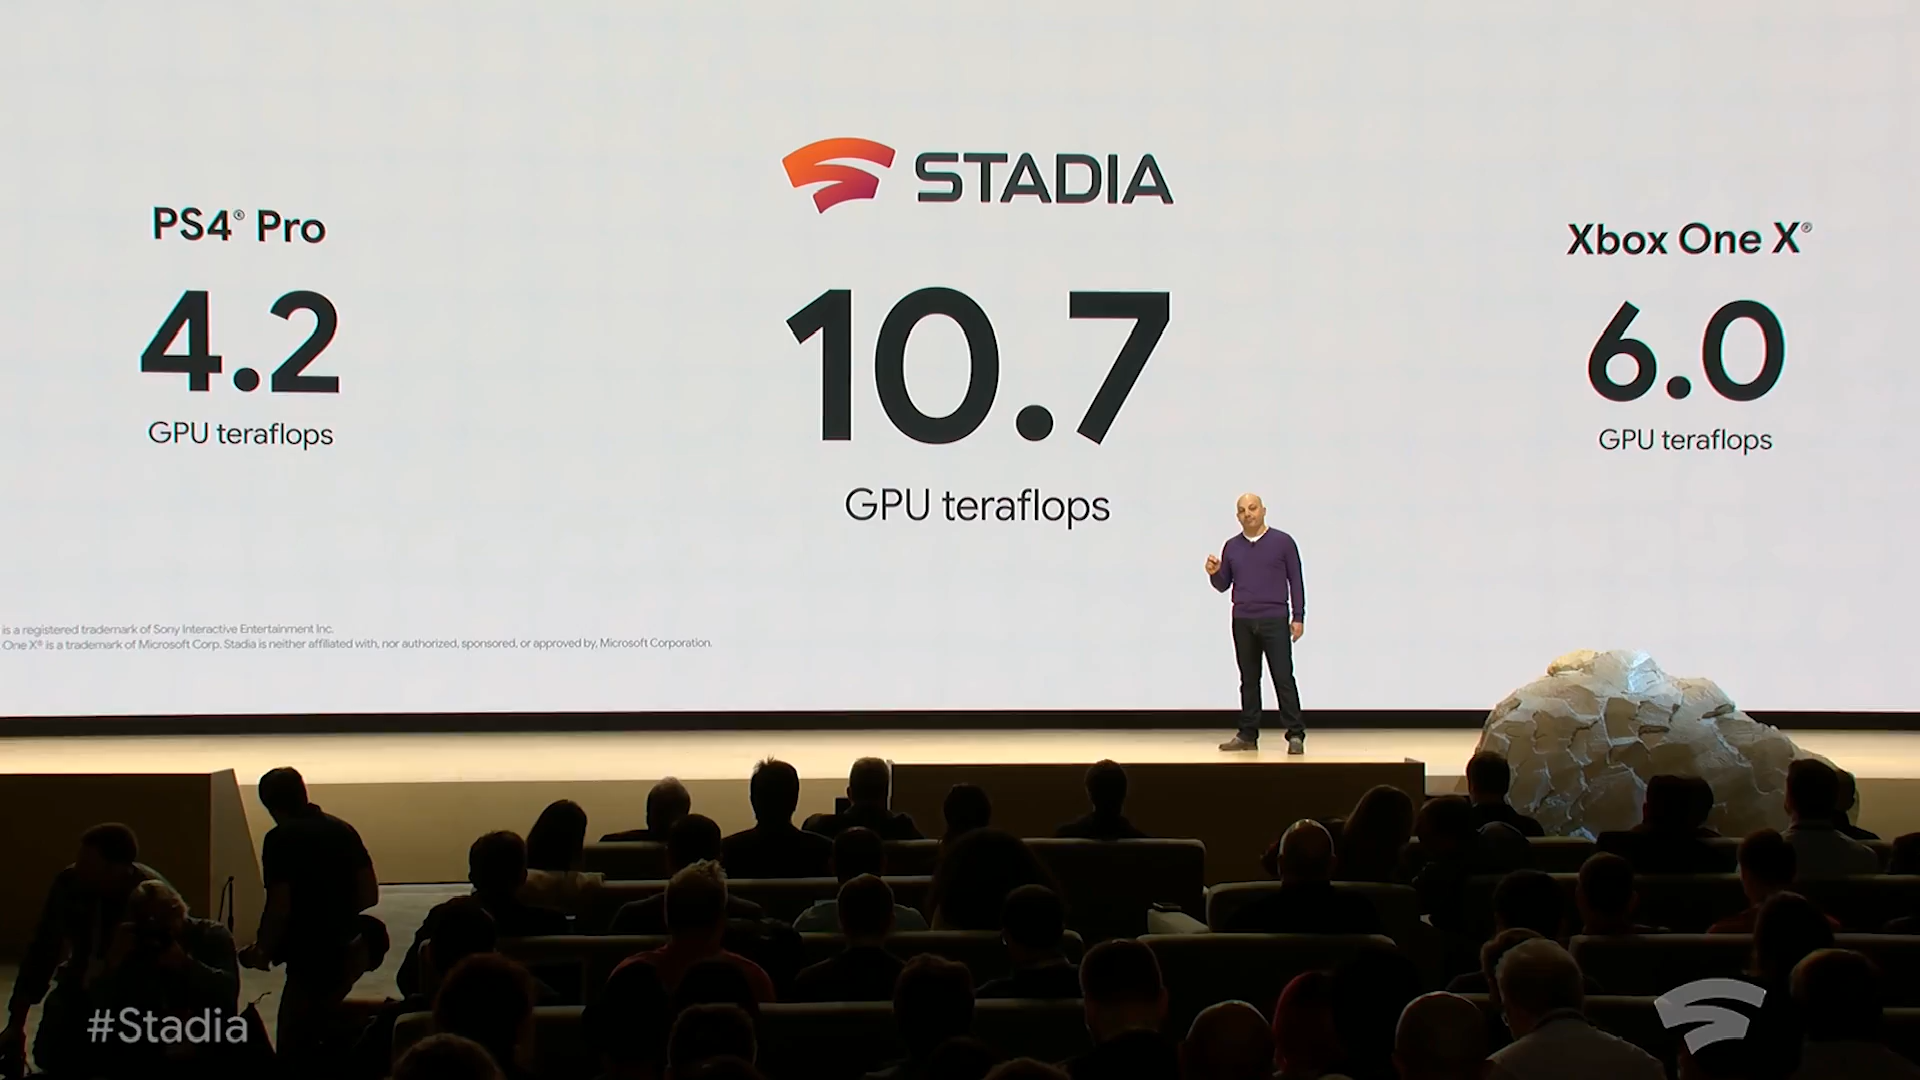 STADIA
PS4® Pro
4.2
GPU teraflops
10.7
GPU teraflops
Xbox One X®
6.0
GPU teraflops
is a registered trademark of Sony Interactive Entertainment Inc.
One X® is a trademark of Microsoft Corp. Stadia is neither affiliated with, nor authorized, sponsored, or approved by, Microsoft Corporation.
#Stadia